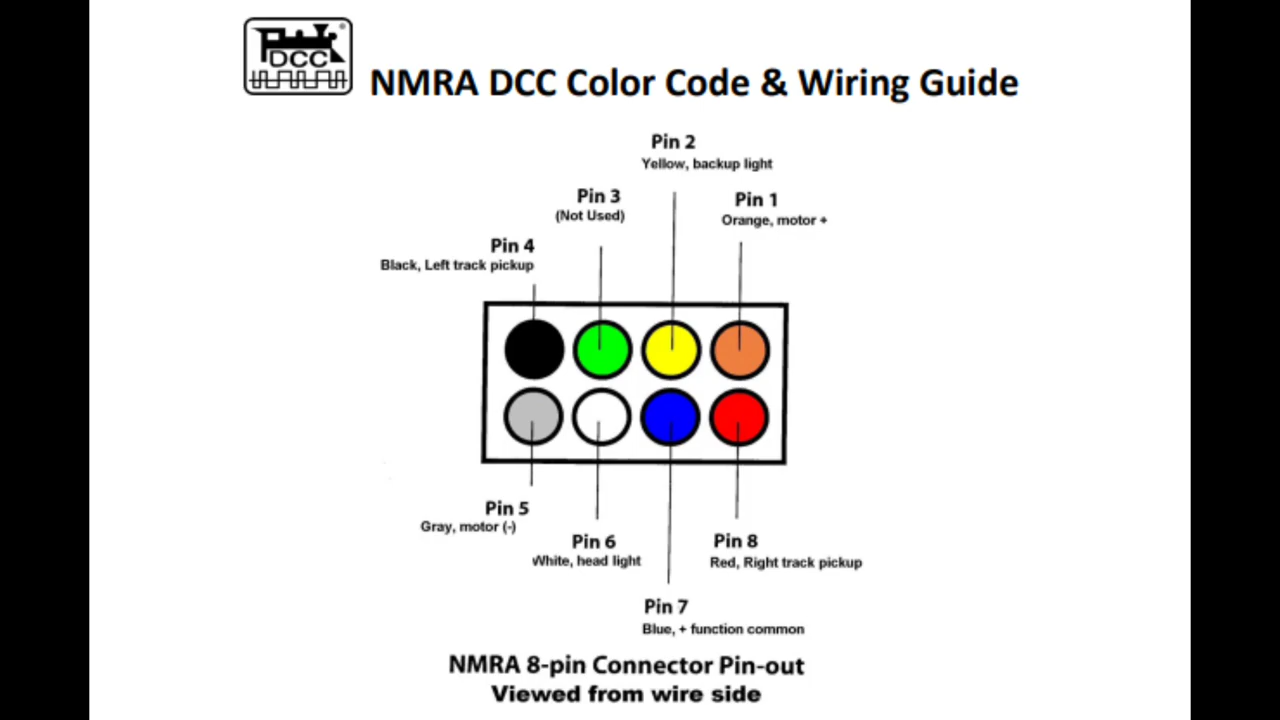 DCC
NMRA DCC Color Code & Wiring Guide
Pin 2
Yellow, backup light
Pin 3
(Not Used)
Pin 1
Orange, motor +
Pin 4
Black, Left track pickup
Pin 5
Gray, motor (-)
Pin 6
White, head light
Pin 8
Red, Right track pickup
Pin 7
Blue, + function common
NMRA 8-pin Connector Pin-out
Viewed from wire side